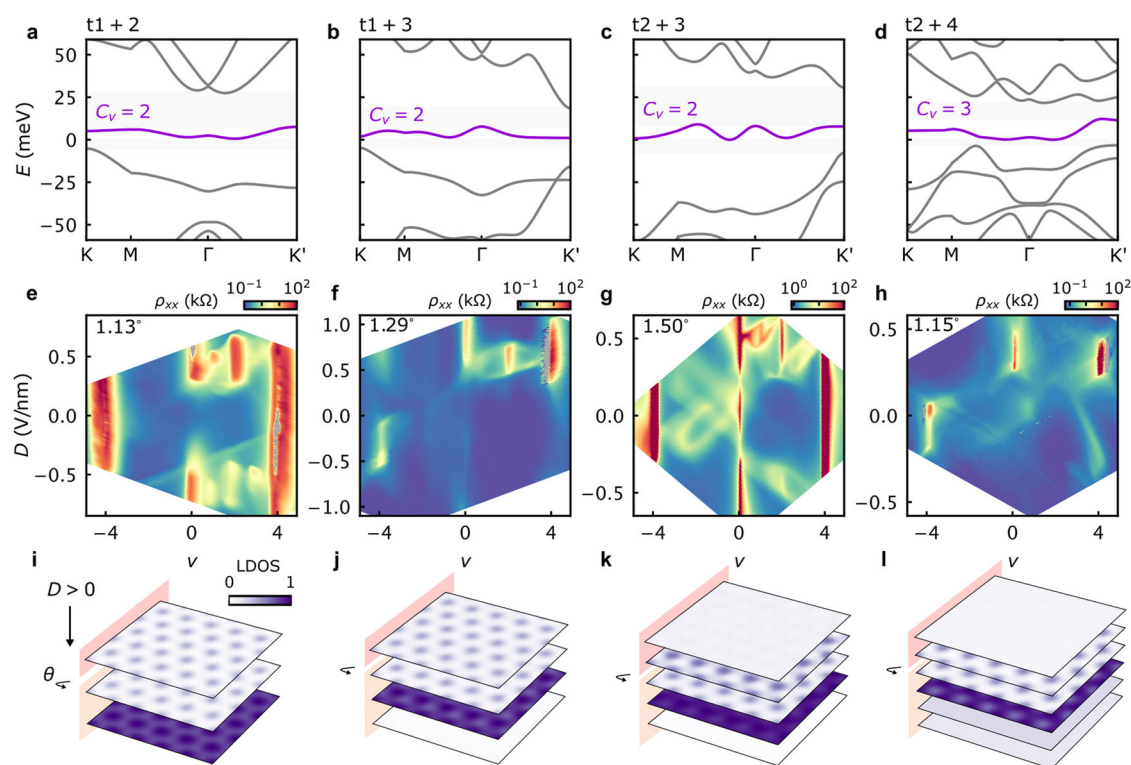 a t1 + 2
b t1 + 3
c t2 + 3
d t2 + 4
E (meV)
50
25
0
−25
−50
C_v = 2
C_v = 2
C_v = 2
C_v = 3
K M Γ K'
K M Γ K'
K M Γ K'
K M Γ K'
e ρ_xx (kΩ) 10^−1 10^2
f ρ_xx (kΩ) 10^−1 10^2
g ρ_xx (kΩ) 10^0 10^2
h ρ_xx (kΩ) 10^−1 10^2
D (V/nm)
1.13°
0.5
0.0
−0.5
1.29°
1.0
0.5
0.0
−0.5
−1.0
1.50°
0.5
0.0
−0.5
1.15°
0.5
0.0
−0.5
−4 0 4
−4 0 4
−4 0 4
−4 0 4
ν
ν
i
j
k
l
LDOS
0 1
D > 0
θ